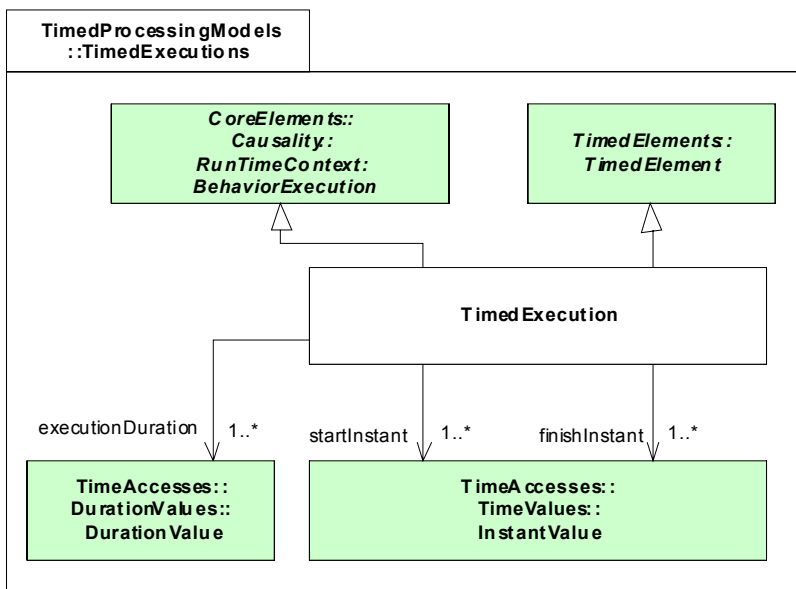 TimedProcessingModels
::TimedExecutions
CoreElements::
Causality::
RunTimeContext:
BehaviorExecution
TimedElements::
TimedElement
TimedExecution
executionDuration
1..*
startInstant
1..*
finishInstant
1..*
TimeAccesses::
DurationValues::
DurationValue
TimeAccesses::
TimeValues::
InstantValue